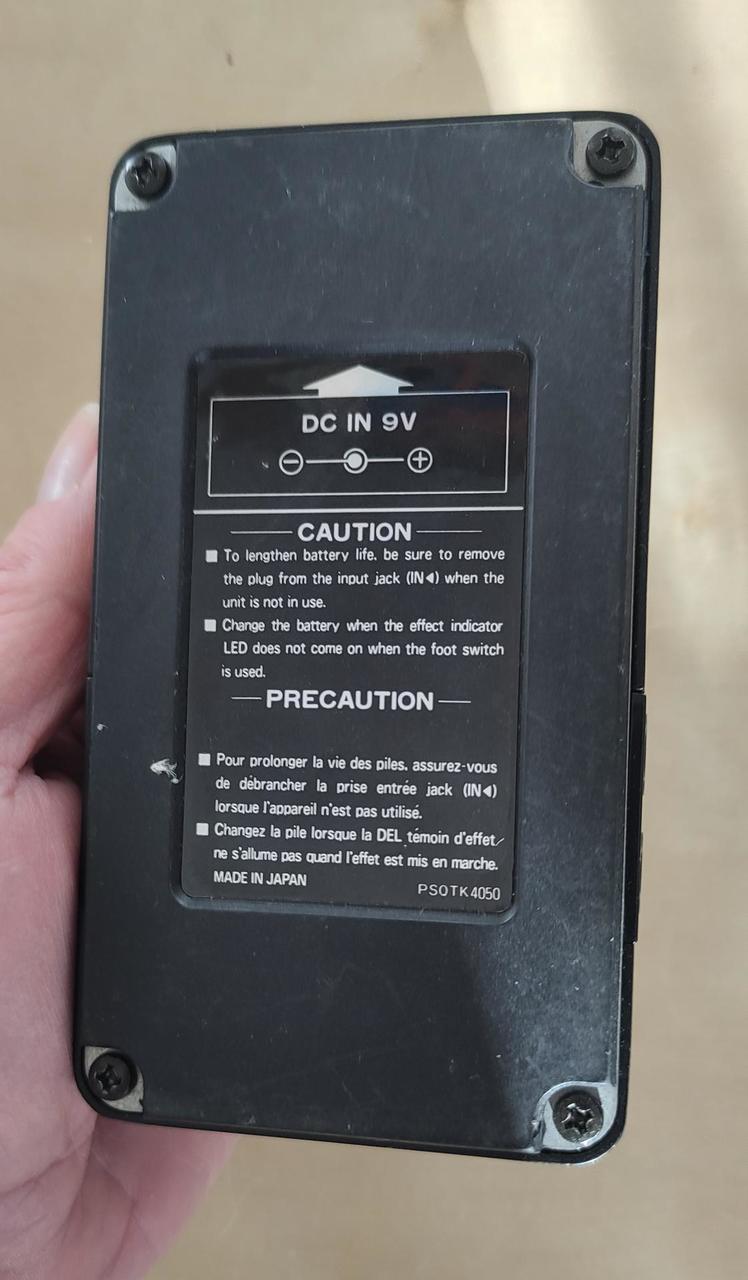 DC IN 9V
CAUTION
■ To lengthen battery life. be sure to remove
the plug from the input jack (IN◄) when the
unit is not in use.
■ Change the battery when the effect indicator
LED does not come on when the foot switch
is used.
PRECAUTION
■ Pour prolonger la vie des piles. assurez-vous
de débrancher la prise entrée jack (IN◄)
lorsque l'appareil n'est pas utilisé.
■ Changez la pile lorsque la DEL témoin d'effet
ne s'allume pas quand l'effet est mis en marche.
MADE IN JAPAN
PSOTK4050